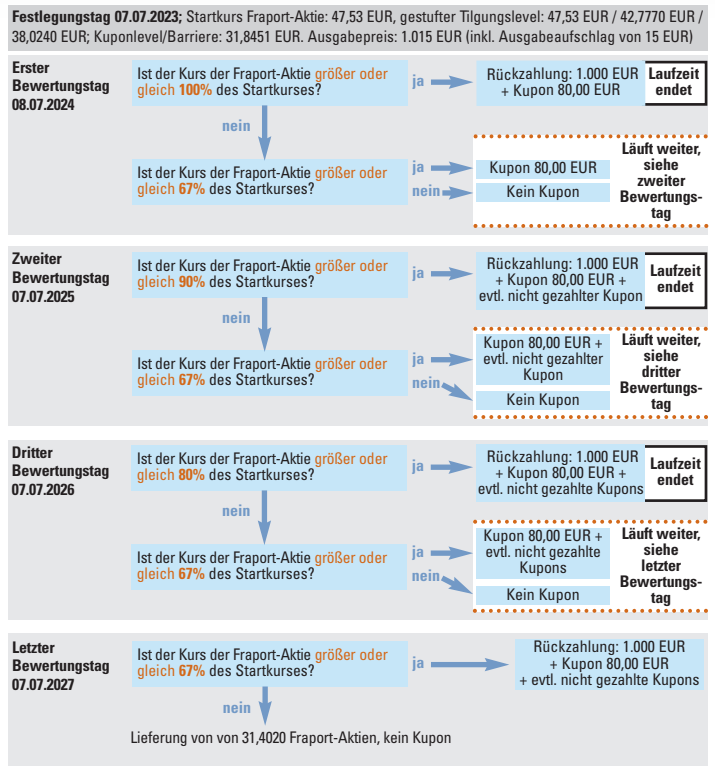 Festlegungstag 07.07.2023; Startkurs Fraport-Aktie: 47,53 EUR, gestufter Tilgungslevel: 47,53 EUR / 42,7770 EUR /
38,0240 EUR; Kuponlevel/Barriere: 31,8451 EUR. Ausgabepreis: 1.015 EUR (inkl. Ausgabeaufschlag von 15 EUR)
Erster
Bewertungstag
08.07.2024
Ist der Kurs der Fraport-Aktie größer oder
gleich 100% des Startkurses?
ja
Rückzahlung: 1.000 EUR
+ Kupon 80,00 EUR
Laufzeit
endet
nein
Ist der Kurs der Fraport-Aktie größer oder
gleich 67% des Startkurses?
ja
Kupon 80,00 EUR
nein
Kein Kupon
Läuft weiter,
siehe
zweiter
Bewertungs-
tag
Zweiter
Bewertungstag
07.07.2025
Ist der Kurs der Fraport-Aktie größer oder
gleich 90% des Startkurses?
ja
Rückzahlung: 1.000 EUR
+ Kupon 80,00 EUR +
evtl. nicht gezahlter Kupon
Laufzeit
endet
nein
Ist der Kurs der Fraport-Aktie größer oder
gleich 67% des Startkurses?
ja
Kupon 80,00 EUR +
evtl. nicht gezahlter
Kupon
nein
Kein Kupon
Läuft weiter,
siehe
dritter
Bewertungs-
tag
Dritter
Bewertungstag
07.07.2026
Ist der Kurs der Fraport-Aktie größer oder
gleich 80% des Startkurses?
ja
Rückzahlung: 1.000 EUR
+ Kupon 80,00 EUR +
evtl. nicht gezahlte Kupons
Laufzeit
endet
nein
Ist der Kurs der Fraport-Aktie größer oder
gleich 67% des Startkurses?
ja
Kupon 80,00 EUR +
evtl. nicht gezahlte
Kupons
nein
Kein Kupon
Läuft weiter,
siehe
letzter
Bewertungs-
tag
Letzter
Bewertungstag
07.07.2027
Ist der Kurs der Fraport-Aktie größer oder
gleich 67% des Startkurses?
ja
Rückzahlung: 1.000 EUR
+ Kupon 80,00 EUR
+ evtl. nicht gezahlte Kupons
nein
Lieferung von von 31,4020 Fraport-Aktien, kein Kupon